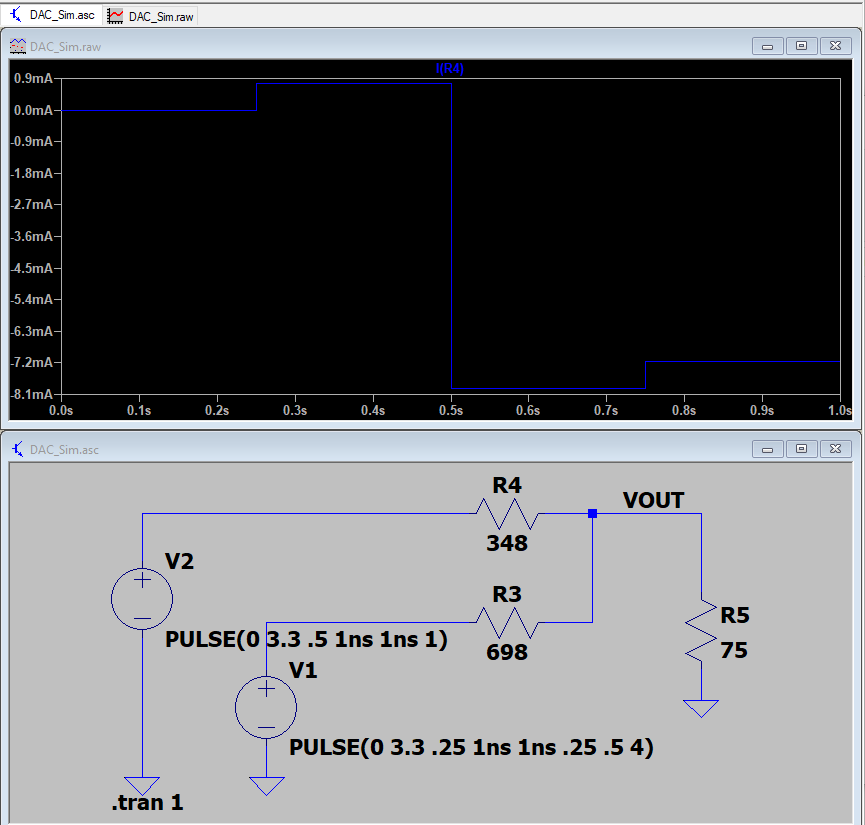 DAC_Sim.asc DAC_Sim.raw
DAC_Sim.raw
I(R4)
0.9mA
0.0mA
-0.9mA
-1.8mA
-2.7mA
-3.6mA
-4.5mA
-5.4mA
-6.3mA
-7.2mA
-8.1mA
0.0s 0.1s 0.2s 0.3s 0.4s 0.5s 0.6s 0.7s 0.8s 0.9s 1.0s
DAC_Sim.asc
R4
VOUT
348
V2
R3
R5
PULSE(0 3.3 .5 1ns 1ns 1)
698
75
V1
PULSE(0 3.3 .25 1ns 1ns .25 .5 4)
.tran 1